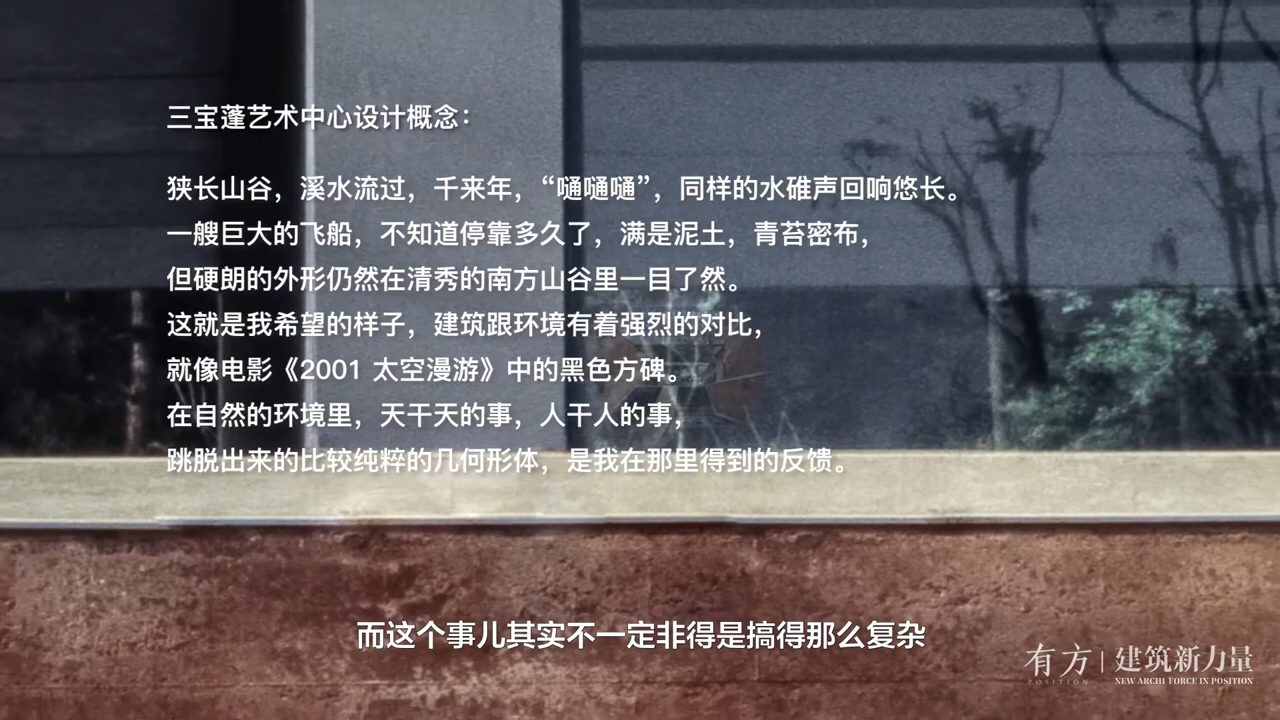 三宝蓬艺术中心设计概念：
狭长山谷，溪水流过，千来年，“嗵嗵嗵”，同样的水碓声回响悠长。
一艘巨大的飞船，不知道停靠多久了，满是泥土，青苔密布，
但硬朗的外形仍然在清秀的南方山谷里一目了然。
这就是我希望的样子，建筑跟环境有着强烈的对比，
就像电影《2001 太空漫游》中的黑色方碑。
在自然的环境里，天干天的事，人干人的事，
跳脱出来的比较纯粹的几何形体，是我在那里得到的反馈。
而这个事儿其实不一定非得是搞得那么复杂
有方 | 建筑新力量
POSITION NEW ARCHI FORCE IN POSITION